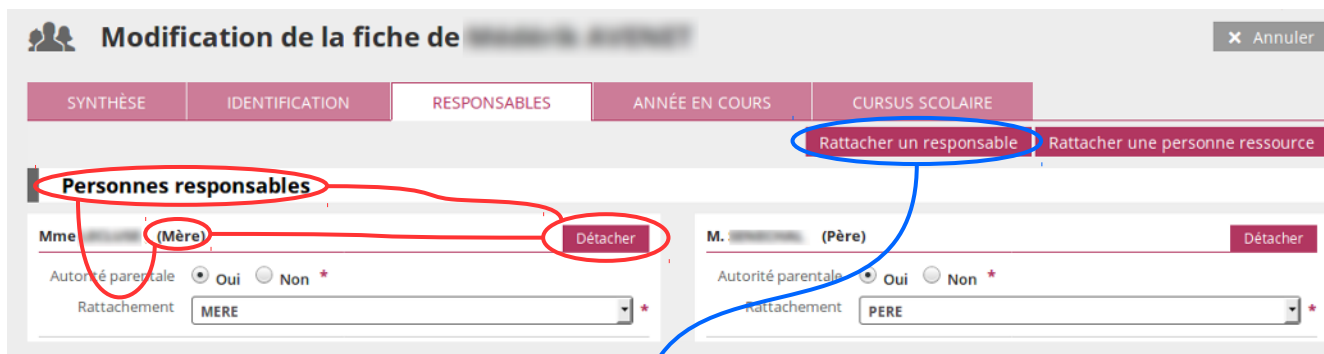 Modification de la fiche de
× Annuler
SYNTHÈSE IDENTIFICATION RESPONSABLES ANNÉE EN COURS CURSUS SCOLAIRE
Rattacher un responsable Rattacher une personne ressource
Personnes responsables
Mme (Mère) Détacher M. (Père) Détacher
Autorité parentale Oui Non * Autorité parentale Oui Non *
Rattachement MERE * Rattachement PERE *